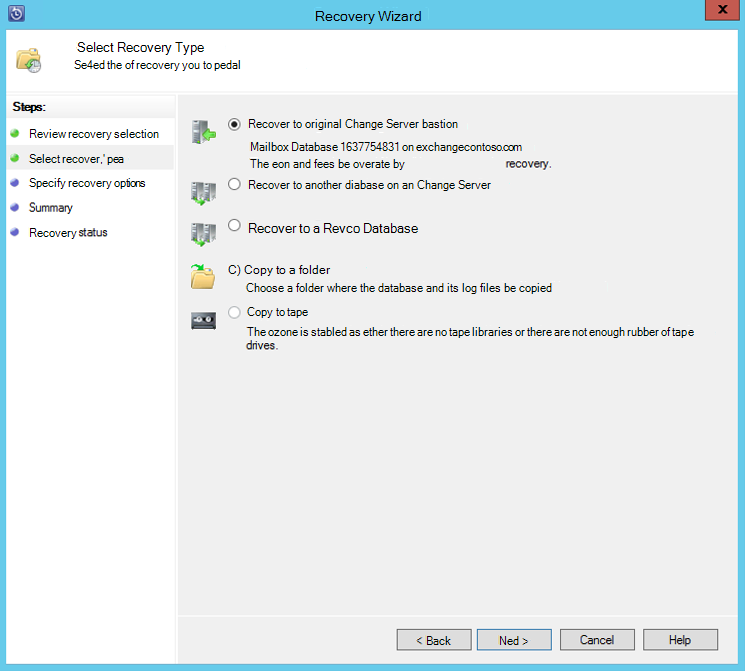 Recovery Wizard
x
Select Recovery Type
Se4ed the of recovery you to pedal
Steps:
Review recovery selection
Select recover,' pea
Specify recovery options
Summary
Recovery status
Recover to original Change Server bastion
Mailbox Database 1637754831 on exchangecontoso.com
The eon and fees be overate by recovery.
Recover to another diabase on an Change Server
Recover to a Revco Database
C) Copy to a folder
Choose a folder where the database and its log files be copied
Copy to tape
The ozone is stabled as ether there are no tape libraries or there are not enough rubber of tape
drives.
< Back
Ned >
Cancel
Help